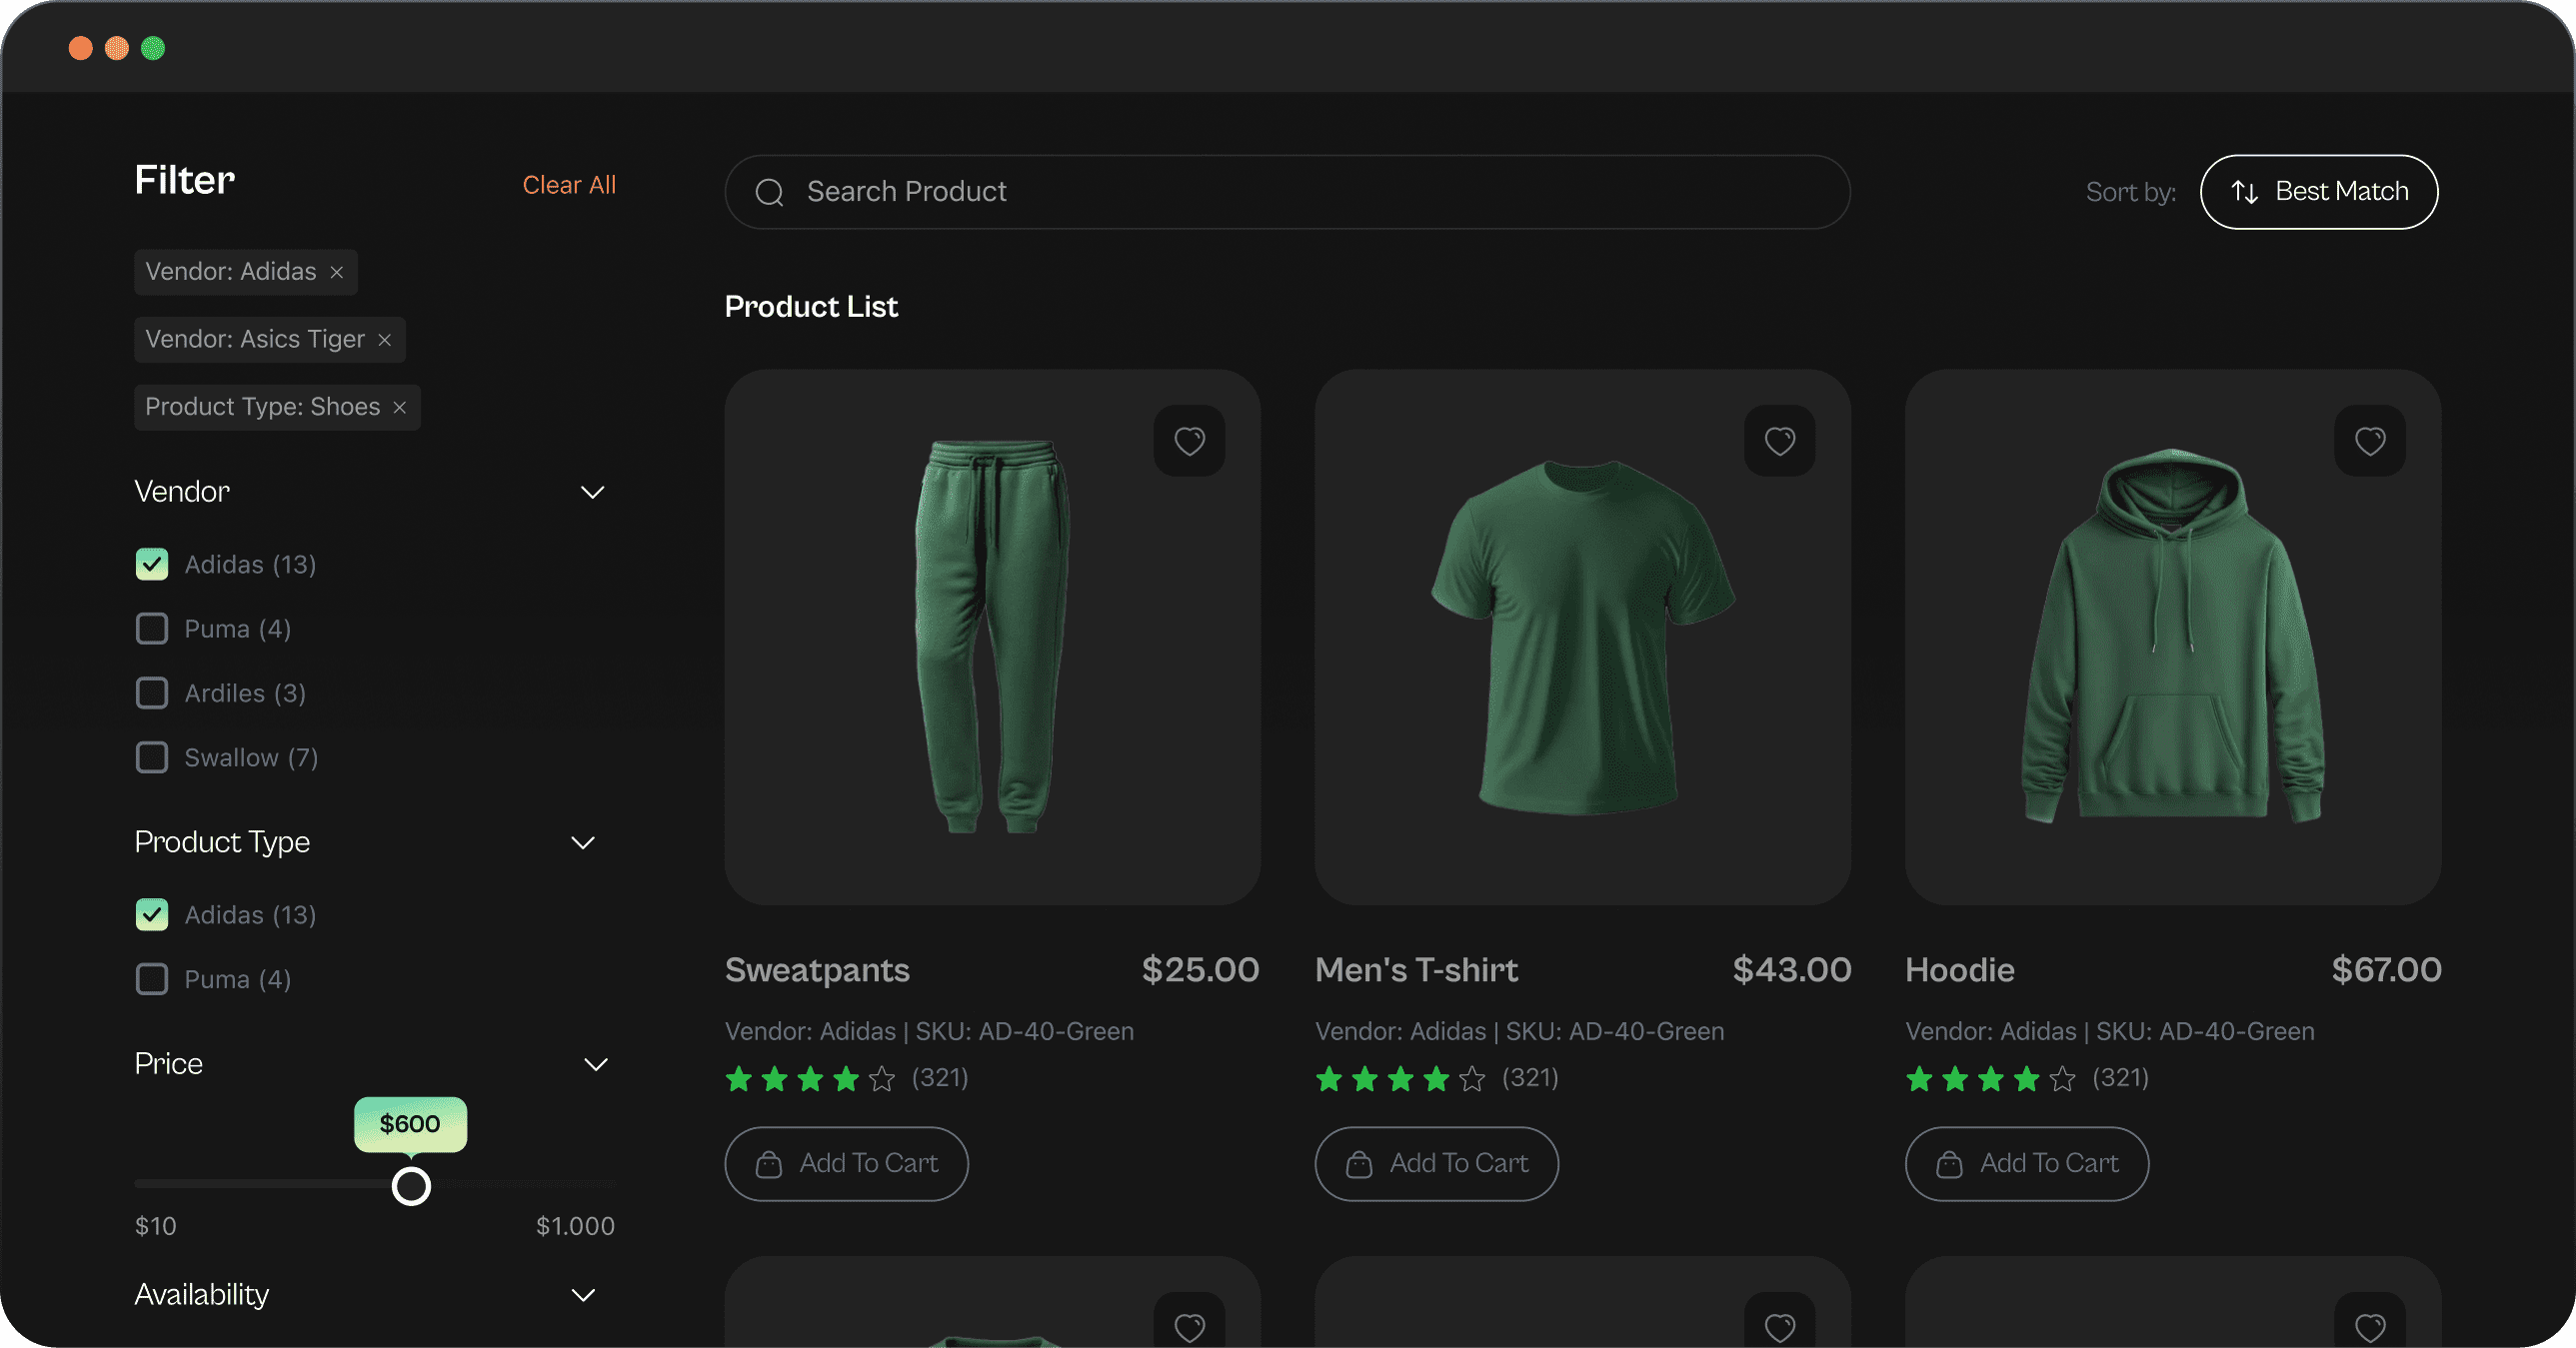 Filter
Clear All
Vendor: Adidas ×
Vendor: Asics Tiger ×
Product Type: Shoes ×
Vendor
Adidas (13)
Puma (4)
Ardiles (3)
Swallow (7)
Product Type
Adidas (13)
Puma (4)
Price
$600
$10
$1.000
Availability
Search Product
Sort by:
Best Match
Product List
Sweatpants
$25.00
Vendor: Adidas | SKU: AD-40-Green
(321)
Add To Cart
Men's T-shirt
$43.00
Vendor: Adidas | SKU: AD-40-Green
(321)
Add To Cart
Hoodie
$67.00
Vendor: Adidas | SKU: AD-40-Green
(321)
Add To Cart